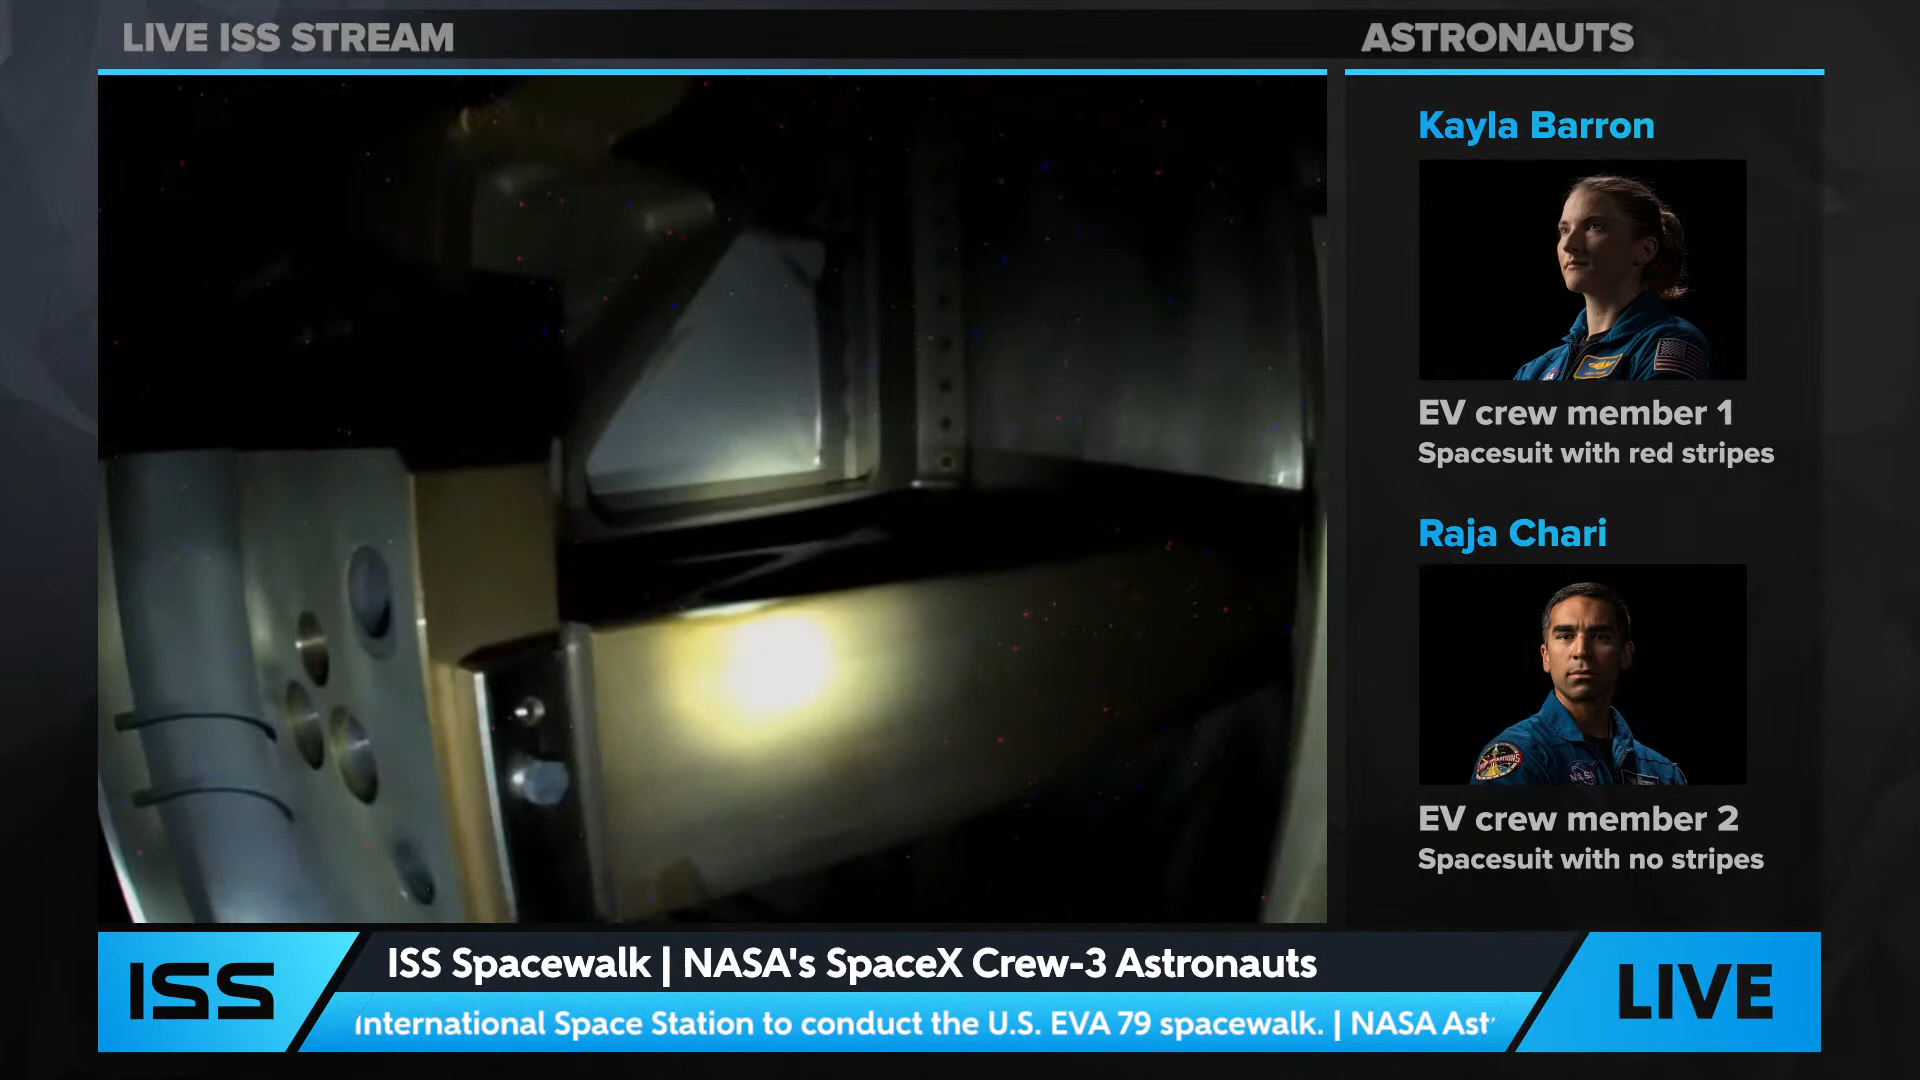 LIVE ISS STREAM
ASTRONAUTS
Kayla Barron
EV crew member 1
Spacesuit with red stripes
Raja Chari
NASA
EV crew member 2
Spacesuit with no stripes
ISS
ISS Spacewalk | NASA's SpaceX Crew-3 Astronauts
International Space Station to conduct the U.S. EVA 79 spacewalk. | NASA Ast
LIVE